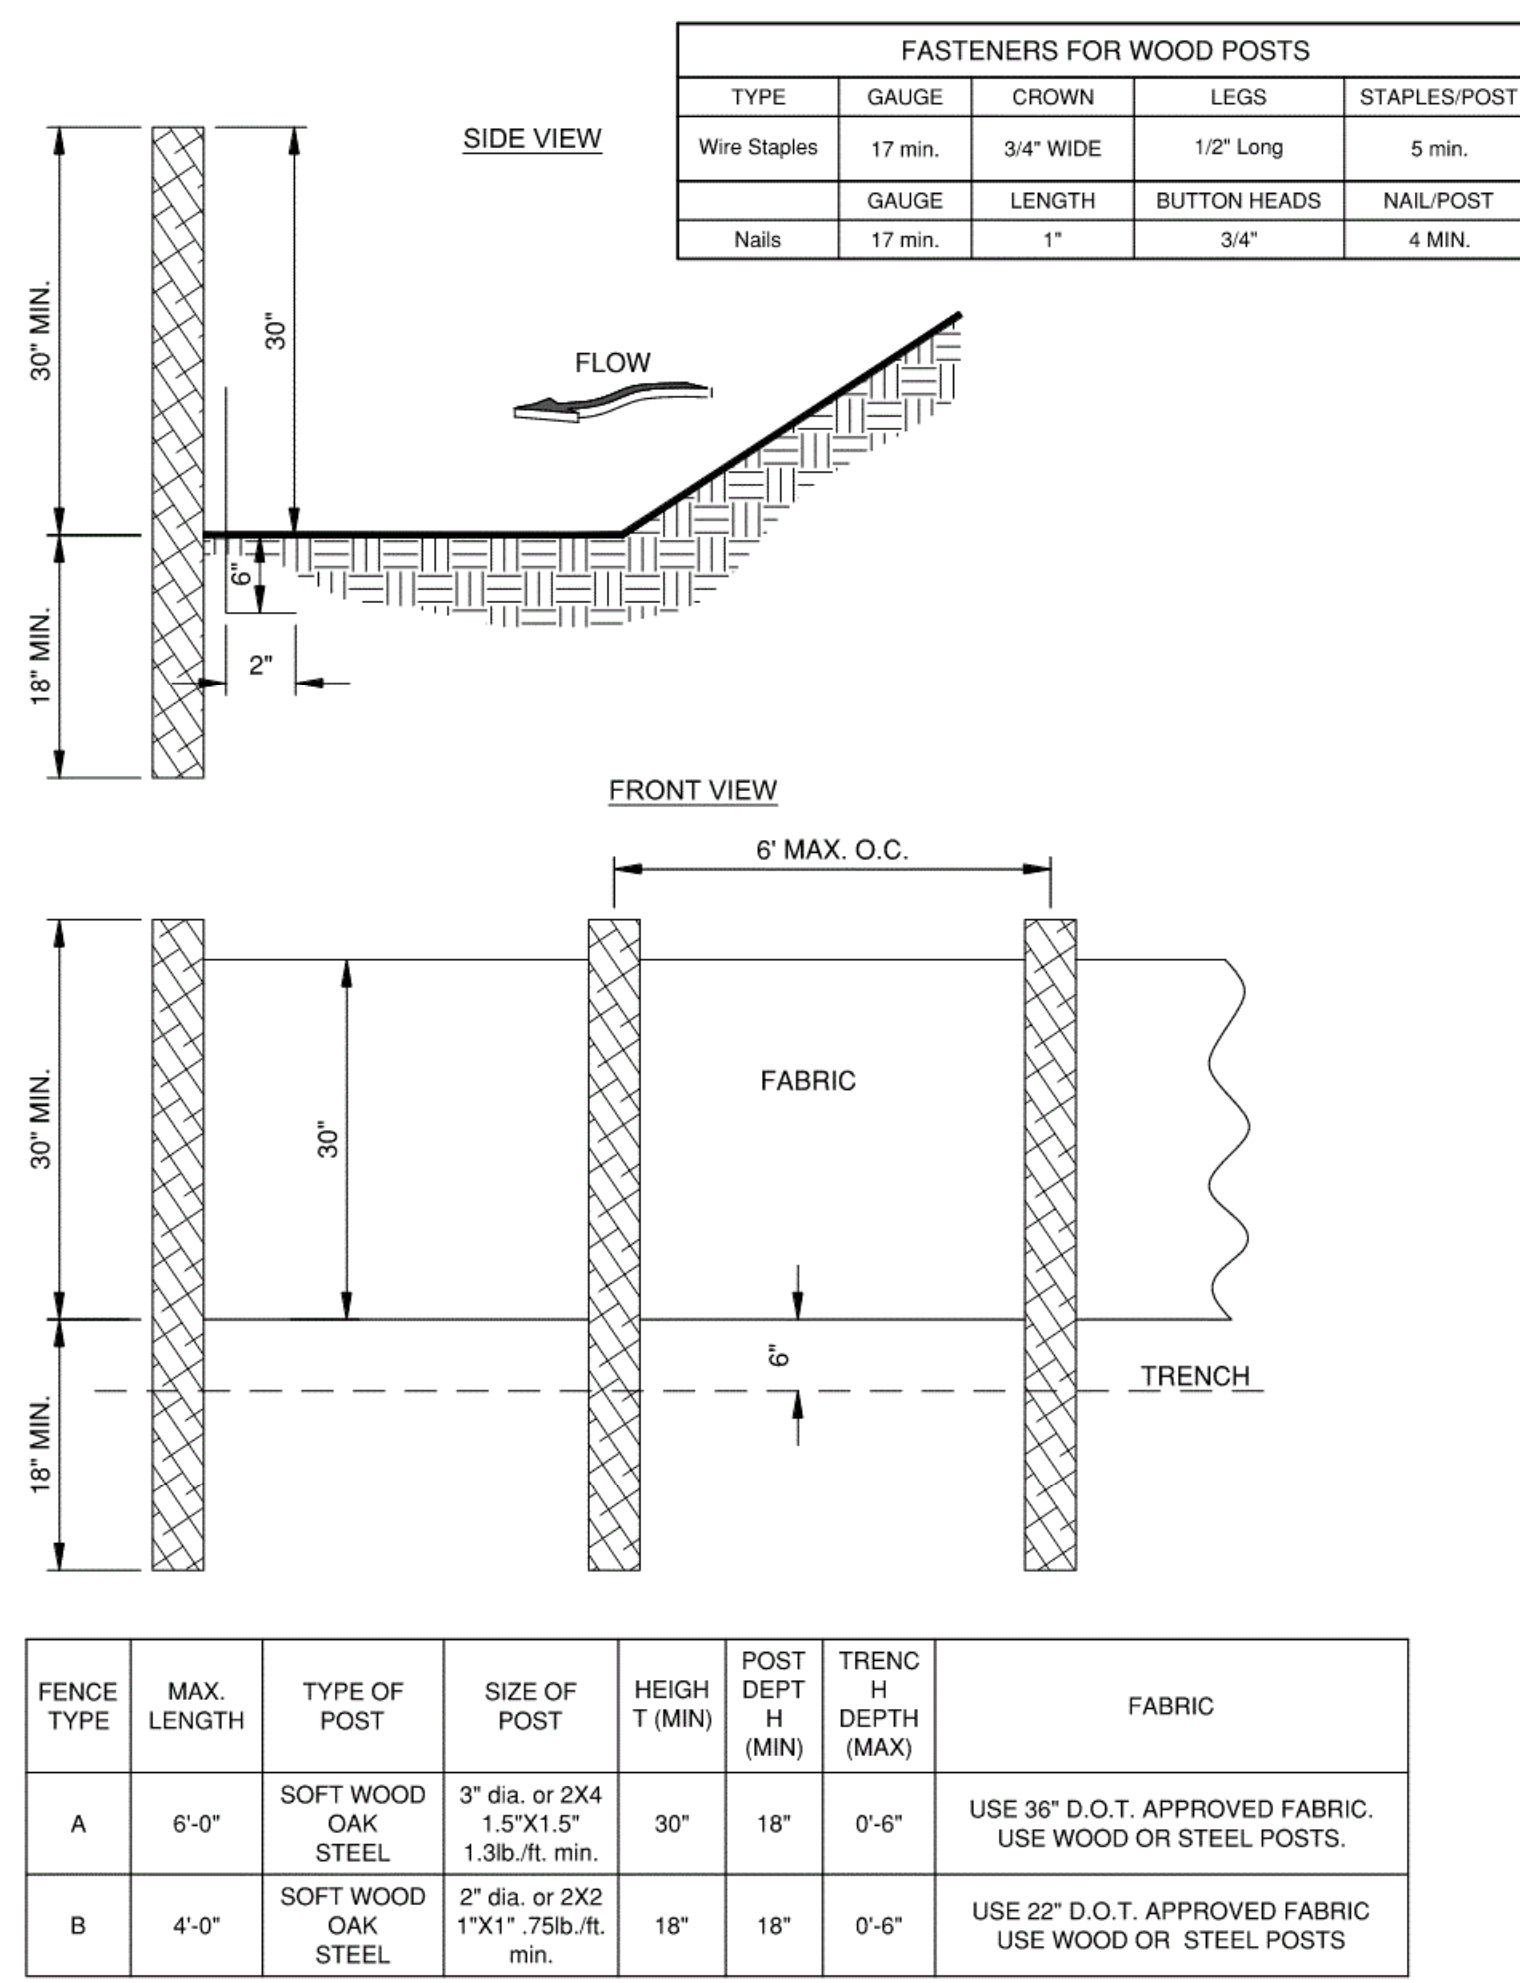 FASTENERS FOR WOOD POSTS
TYPE GAUGE CROWN LEGS STAPLES/POST
Wire Staples 17 min. 3/4" WIDE 1/2" Long 5 min.
GAUGE LENGTH BUTTON HEADS NAIL/POST
Nails 17 min. 1" 3/4" 4 MIN.
SIDE VIEW
30" MIN.
30"
FLOW
6"
18" MIN.
2"
FRONT VIEW
6' MAX. O.C.
30" MIN.
30"
FABRIC
6"
TRENCH
18" MIN.
FENCE
TYPE
MAX.
LENGTH
TYPE OF
POST
SIZE OF
POST
HEIGH
T (MIN)
POST
DEPT
H
(MIN)
TRENC
H
DEPTH
(MAX)
FABRIC
A
6'-0"
SOFT WOOD
OAK
STEEL
3" dia. or 2X4
1.5"X1.5"
1.3lb./ft. min.
30"
18"
0'-6"
USE 36" D.O.T. APPROVED FABRIC.
USE WOOD OR STEEL POSTS.
B
4'-0"
SOFT WOOD
OAK
STEEL
2" dia. or 2X2
1"X1" .75lb./ft.
min.
18"
18"
0'-6"
USE 22" D.O.T. APPROVED FABRIC
USE WOOD OR STEEL POSTS